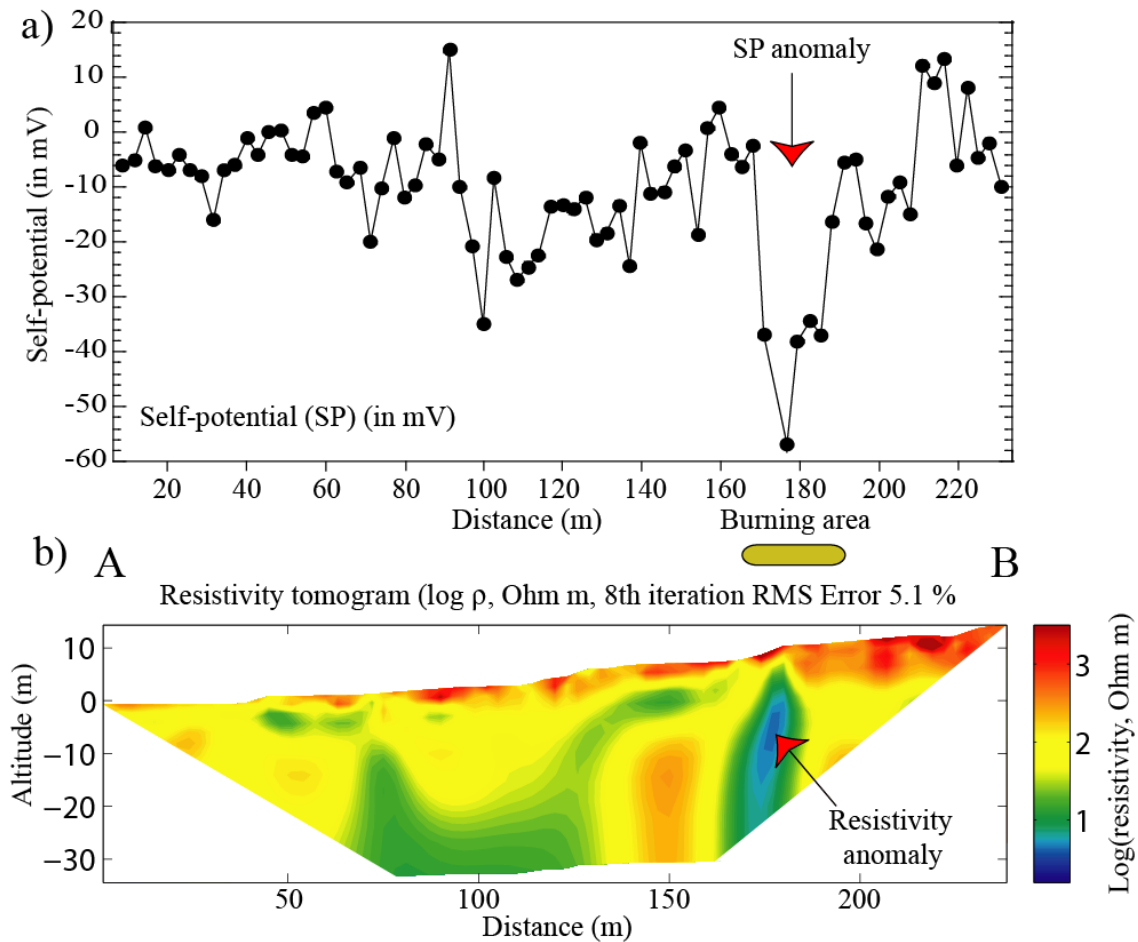 a)
20
10
0
-10
-20
-30
-40
-50
-60
Self-potential (in mV)
SP anomaly
Self-potential (SP) (in mV)
20 40 60 80 100 120 140 160 180 200 220
Distance (m)
Burning area
b)
A
B
Resistivity tomogram (log ρ, Ohm m, 8th iteration RMS Error 5.1 %
10
0
-10
-20
-30
Altitude (m)
Resistivity
anomaly
50 100 150 200
Distance (m)
3
2
1
Log(resistivity, Ohm m)